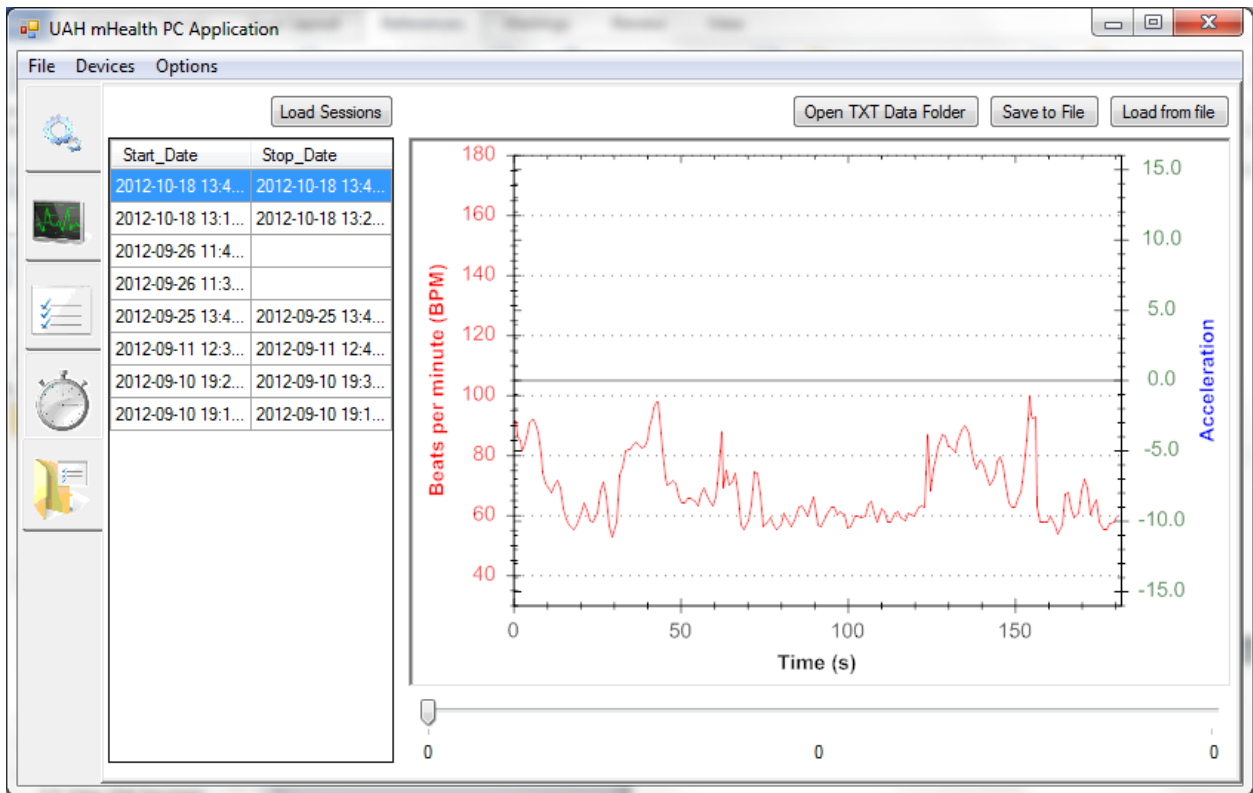 UAH mHealth PC Application
File Devices Options
Load Sessions
Open TXT Data Folder Save to File Load from file
Start_Date Stop_Date
2012-10-18 13:4... 2012-10-18 13:4...
2012-10-18 13:1... 2012-10-18 13:2...
2012-09-26 11:4...
2012-09-26 11:3...
2012-09-25 13:4... 2012-09-25 13:4...
2012-09-11 12:3... 2012-09-11 12:4...
2012-09-10 19:2... 2012-09-10 19:3...
2012-09-10 19:1... 2012-09-10 19:1...
Beats per minute (BPM)
180
160
140
120
100
80
60
40
15.0
10.0
5.0
0.0
-5.0
-10.0
-15.0
Acceleration
0 50 100 150
Time (s)
0 0 0